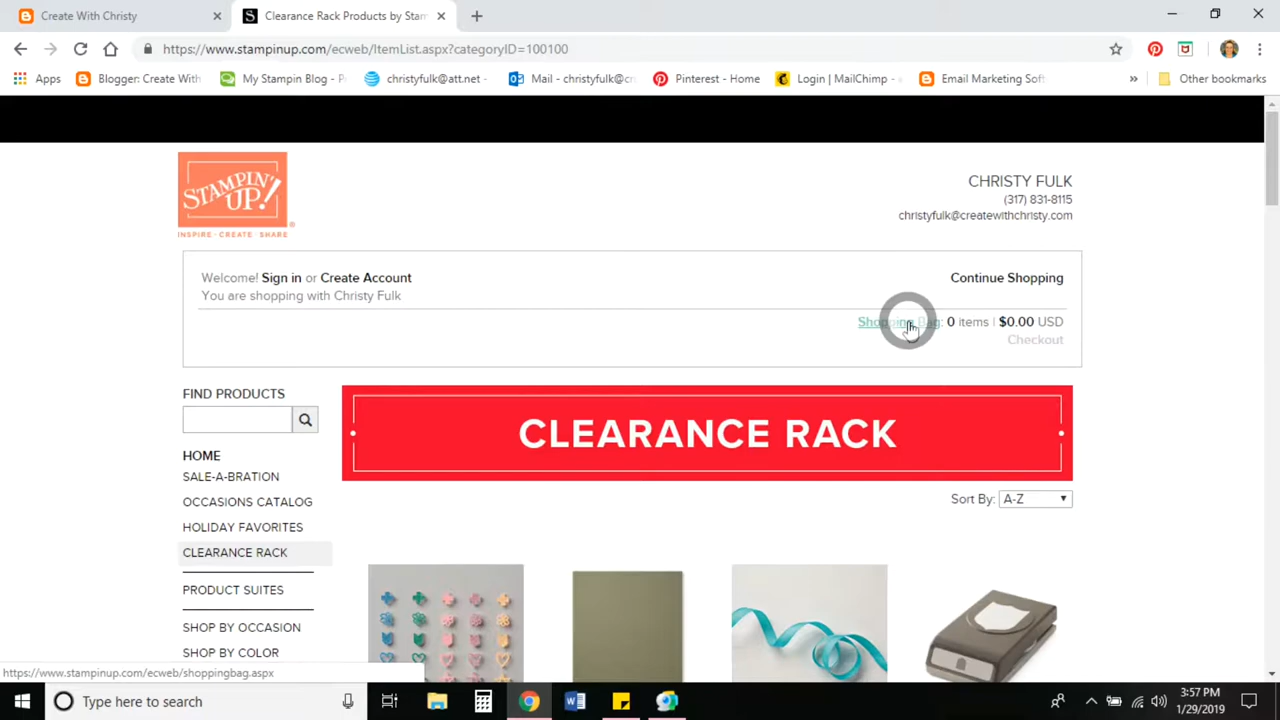 Create With Christy
Clearance Rack Products by Stam
https://www.stampinup.com/ecweb/ItemList.aspx?categoryID=100100
Apps
Blogger: Create With
My Stampin Blog - P
christyfulk@att.net -
Mail - christyfulk@cr
Pinterest - Home
Login | MailChimp -
Email Marketing Soft
»
Other bookmarks
STAMPIN' UP!
INSPIRE · CREATE · SHARE
CHRISTY FULK
(317) 831-8115
christyfulk@createwithchristy.com
Welcome! Sign in or Create Account
Continue Shopping
You are shopping with Christy Fulk
Shopping Bag: 0 items | $0.00 USD
Checkout
FIND PRODUCTS
CLEARANCE RACK
HOME
SALE-A-BRATION
OCCASIONS CATALOG
HOLIDAY FAVORITES
CLEARANCE RACK
PRODUCT SUITES
SHOP BY OCCASION
SHOP BY COLOR
Sort By: A-Z
https://www.stampinup.com/ecweb/shoppingbag.aspx
Type here to search
3:57 PM
1/29/2019